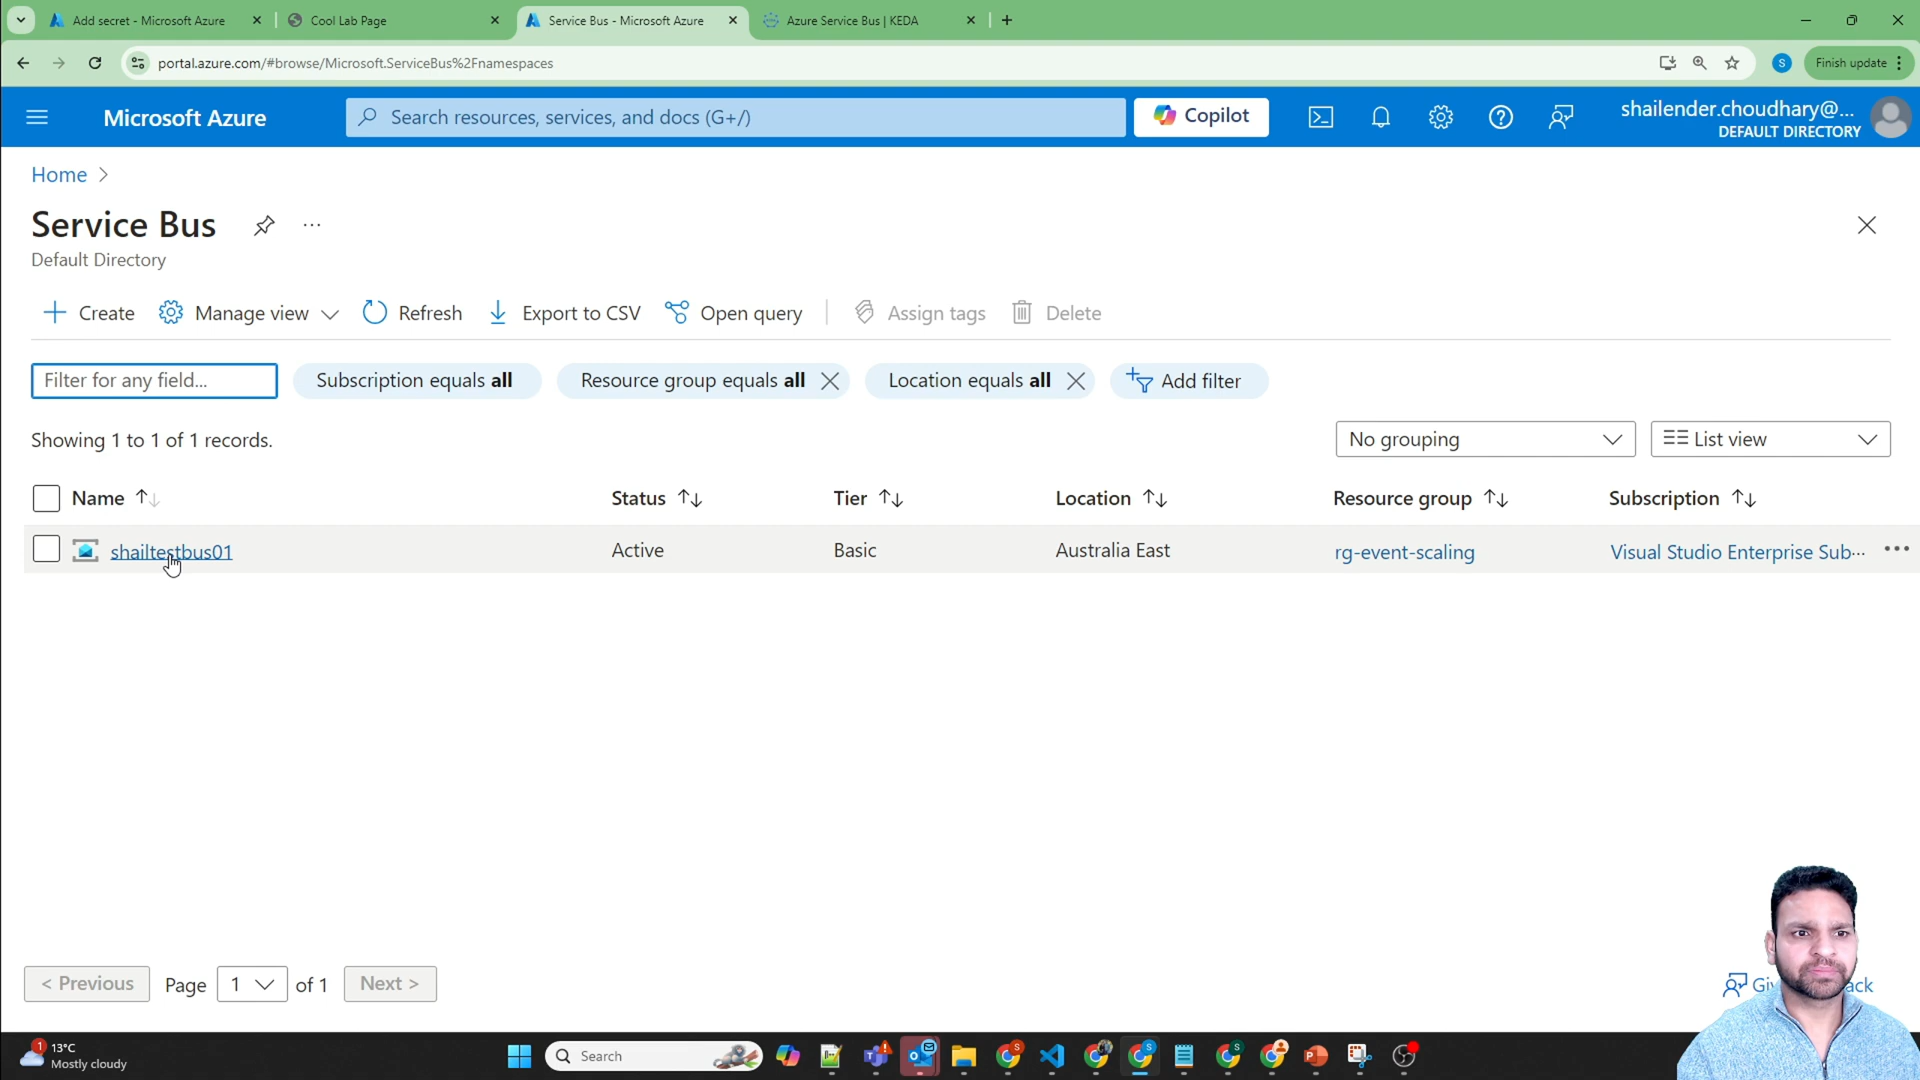 Add secret - Microsoft Azure
Cool Lab Page
Service Bus - Microsoft Azure
Azure Service Bus | KEDA
portal.azure.com/#browse/Microsoft.ServiceBus%2Fnamespaces
S
Finish update
Microsoft Azure
Search resources, services, and docs (G+/)
Copilot
shailender.choudhary@...
DEFAULT DIRECTORY
Home
Service Bus
Default Directory
Create
Manage view
Refresh
Export to CSV
Open query
Assign tags
Delete
Filter for any field...
Subscription equals all
Resource group equals all
Location equals all
Add filter
Showing 1 to 1 of 1 records.
No grouping
List view
Name
Status
Tier
Location
Resource group
Subscription
shailtestbus01
Active
Basic
Australia East
rg-event-scaling
Visual Studio Enterprise Sub...
< Previous
Page
1
of 1
Next >
1
13°C
Mostly cloudy
Search